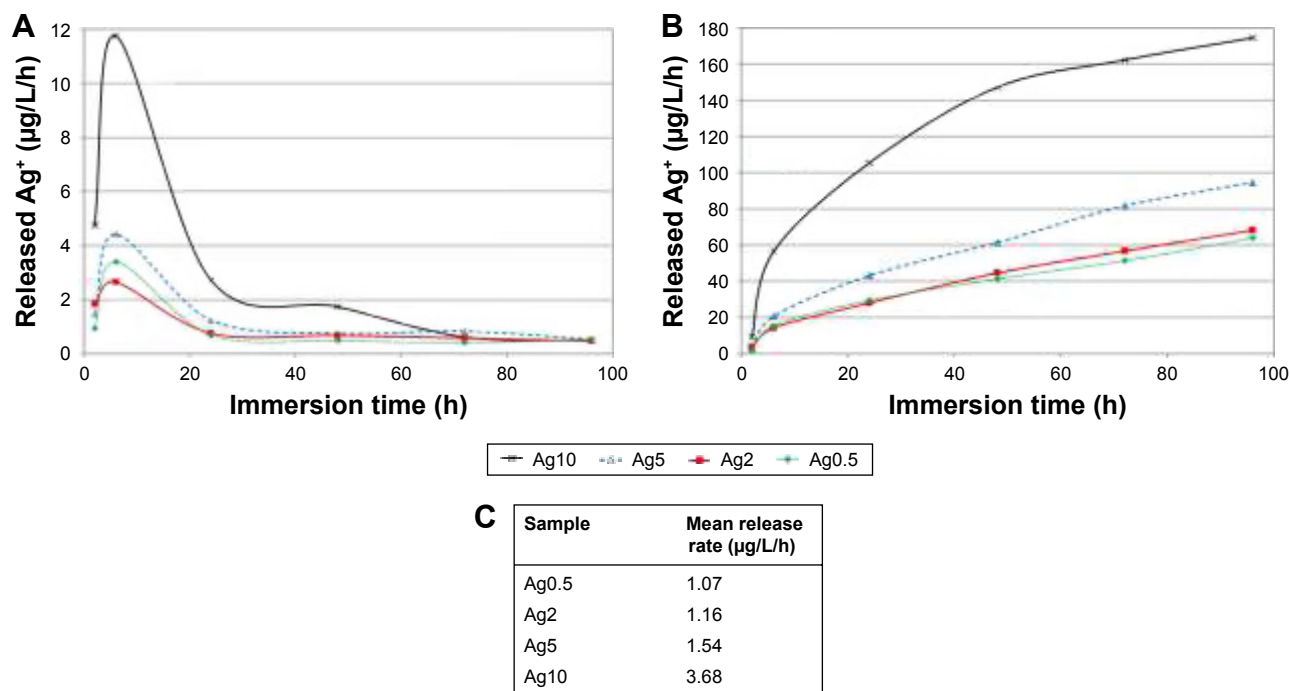 A
Released Ag⁺ (µg/L/h)
12
10
8
6
4
2
0
0 20 40 60 80 100
Immersion time (h)
B
Released Ag⁺ (µg/L/h)
180
160
140
120
100
80
60
40
20
0
0 20 40 60 80 100
Immersion time (h)
Ag10 Ag5 Ag2 Ag0.5
C
Sample Mean release
rate (µg/L/h)
Ag0.5 1.07
Ag2 1.16
Ag5 1.54
Ag10 3.68